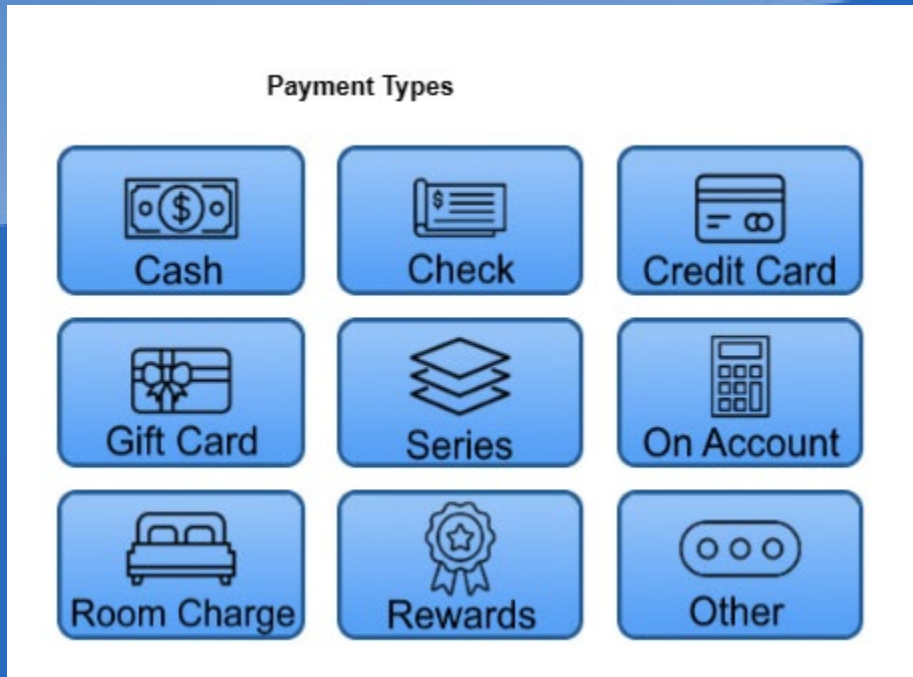 Payment Types
$
Cash
$
Check
Credit Card
Gift Card
Series
On Account
Room Charge
Rewards
Other